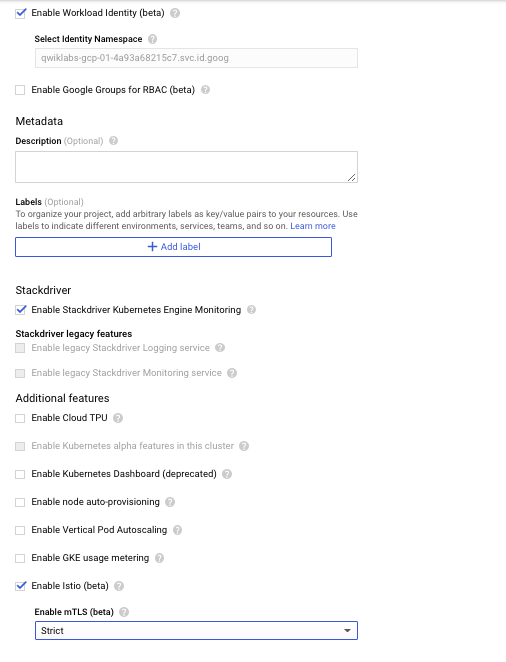 Enable Workload Identity (beta) ?
Select Identity Namespace ?
qwiklabs-gcp-01-4a93a68215c7.svc.id.goog
Enable Google Groups for RBAC (beta) ?
Metadata
Description (Optional) ?
Labels (Optional)
To organize your project, add arbitrary labels as key/value pairs to your resources. Use
labels to indicate different environments, services, teams, and so on. Learn more
+ Add label
Stackdriver
Enable Stackdriver Kubernetes Engine Monitoring ?
Stackdriver legacy features
Enable legacy Stackdriver Logging service ?
Enable legacy Stackdriver Monitoring service ?
Additional features
Enable Cloud TPU ?
Enable Kubernetes alpha features in this cluster ?
Enable Kubernetes Dashboard (deprecated) ?
Enable node auto-provisioning ?
Enable Vertical Pod Autoscaling ?
Enable GKE usage metering ?
Enable Istio (beta) ?
Enable mTLS (beta) ?
Strict